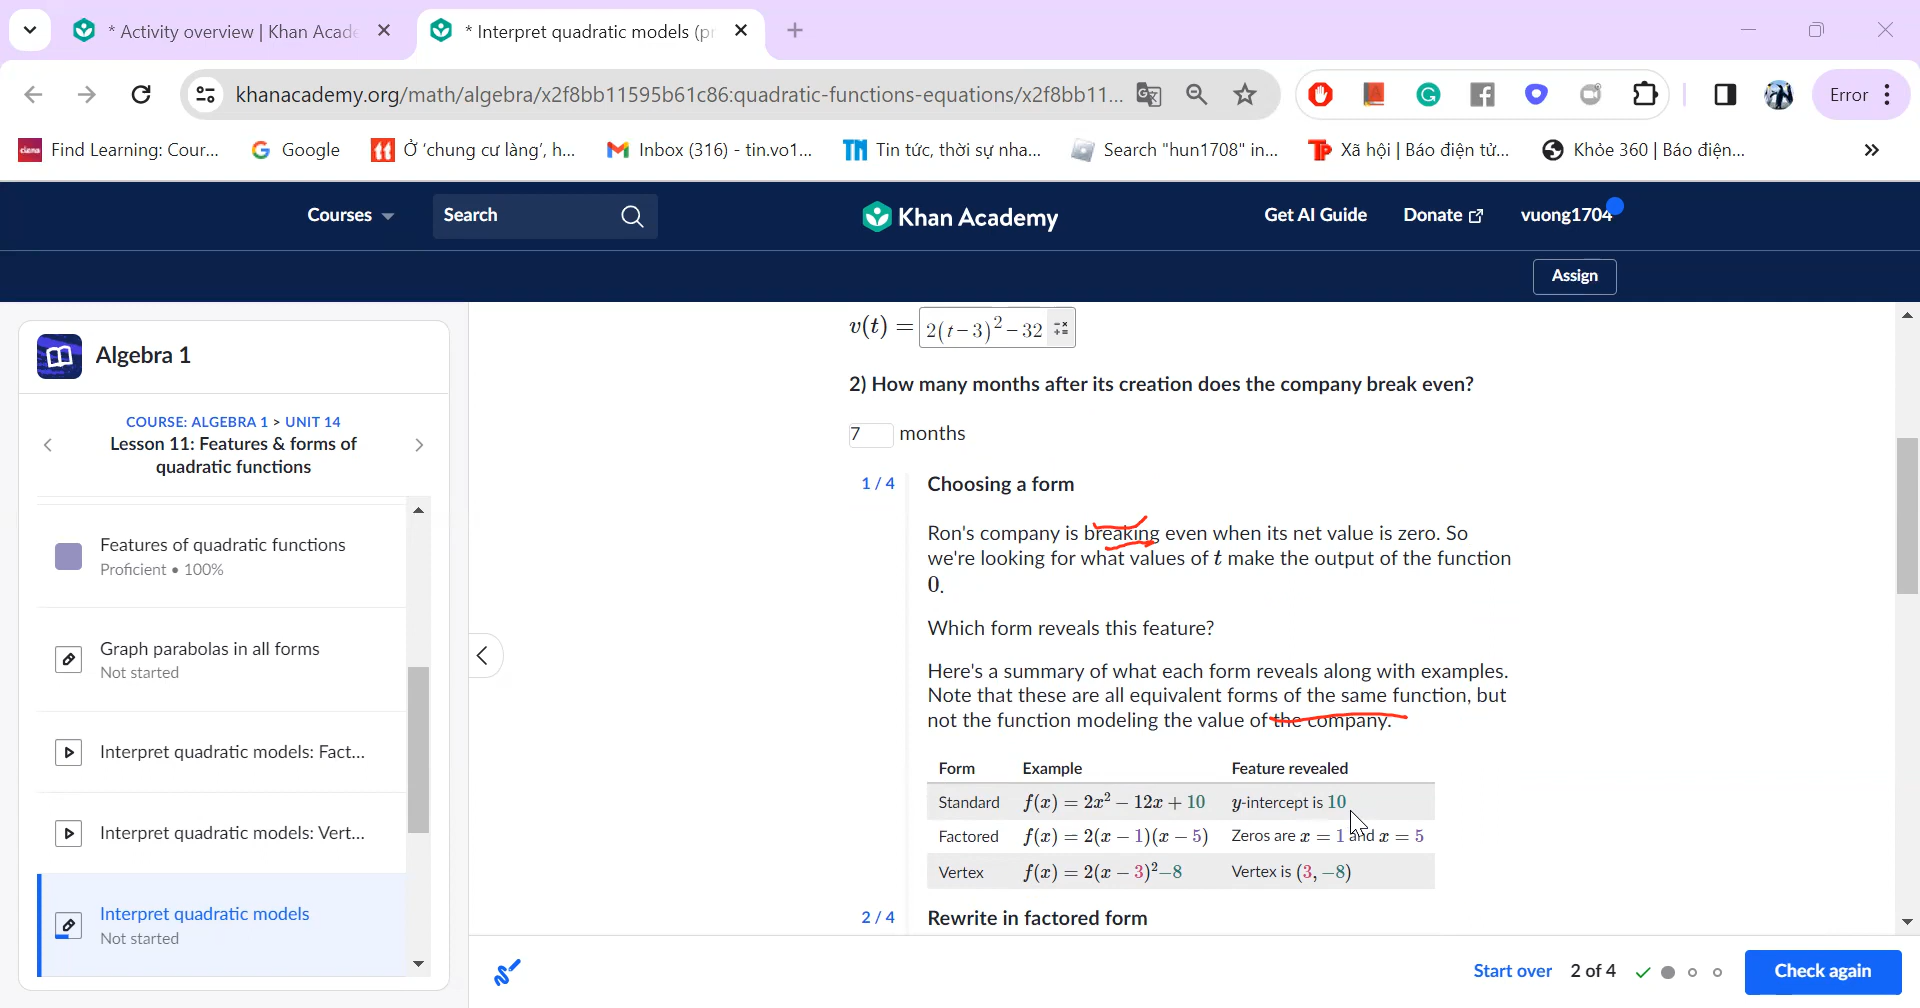 * Activity overview | Khan Acade
* Interpret quadratic models (pr
khanacademy.org/math/algebra/x2f8bb11595b61c86:quadratic-functions-equations/x2f8bb11...
Error
Find Learning: Cour...
Google
Ở 'chung cư làng', h...
Inbox (316) - tin.vo1...
TN Tin tức, thời sự nha...
Search "hun1708" in...
Xã hội | Báo điện tử...
Khỏe 360 | Báo điện...
Courses
Search
Khan Academy
Get AI Guide
Donate
vuong1704
Assign
Algebra 1
COURSE: ALGEBRA 1 > UNIT 14
Lesson 11: Features & forms of
quadratic functions
Features of quadratic functions
Proficient • 100%
Graph parabolas in all forms
Not started
Interpret quadratic models: Fact...
Interpret quadratic models: Vert...
Interpret quadratic models
Not started
v(t) = 2(t−3)² − 32
2) How many months after its creation does the company break even?
7 months
1 / 4 Choosing a form
Ron's company is breaking even when its net value is zero. So
we're looking for what values of t make the output of the function
0.
Which form reveals this feature?
Here's a summary of what each form reveals along with examples.
Note that these are all equivalent forms of the same function, but
not the function modeling the value of the company.
Form Example Feature revealed
Standard f(x) = 2x² − 12x + 10 y-intercept is 10
Factored f(x) = 2(x − 1)(x − 5) Zeros are x = 1 and x = 5
Vertex f(x) = 2(x − 3)²−8 Vertex is (3, −8)
2 / 4 Rewrite in factored form
Start over 2 of 4
Check again